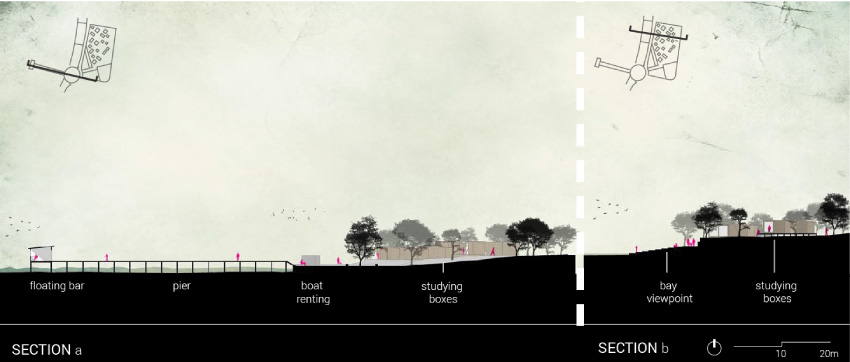 floating bar
pier
boat
renting
studying
boxes
SECTION a
bay
viewpoint
studying
boxes
SECTION b
10
20m